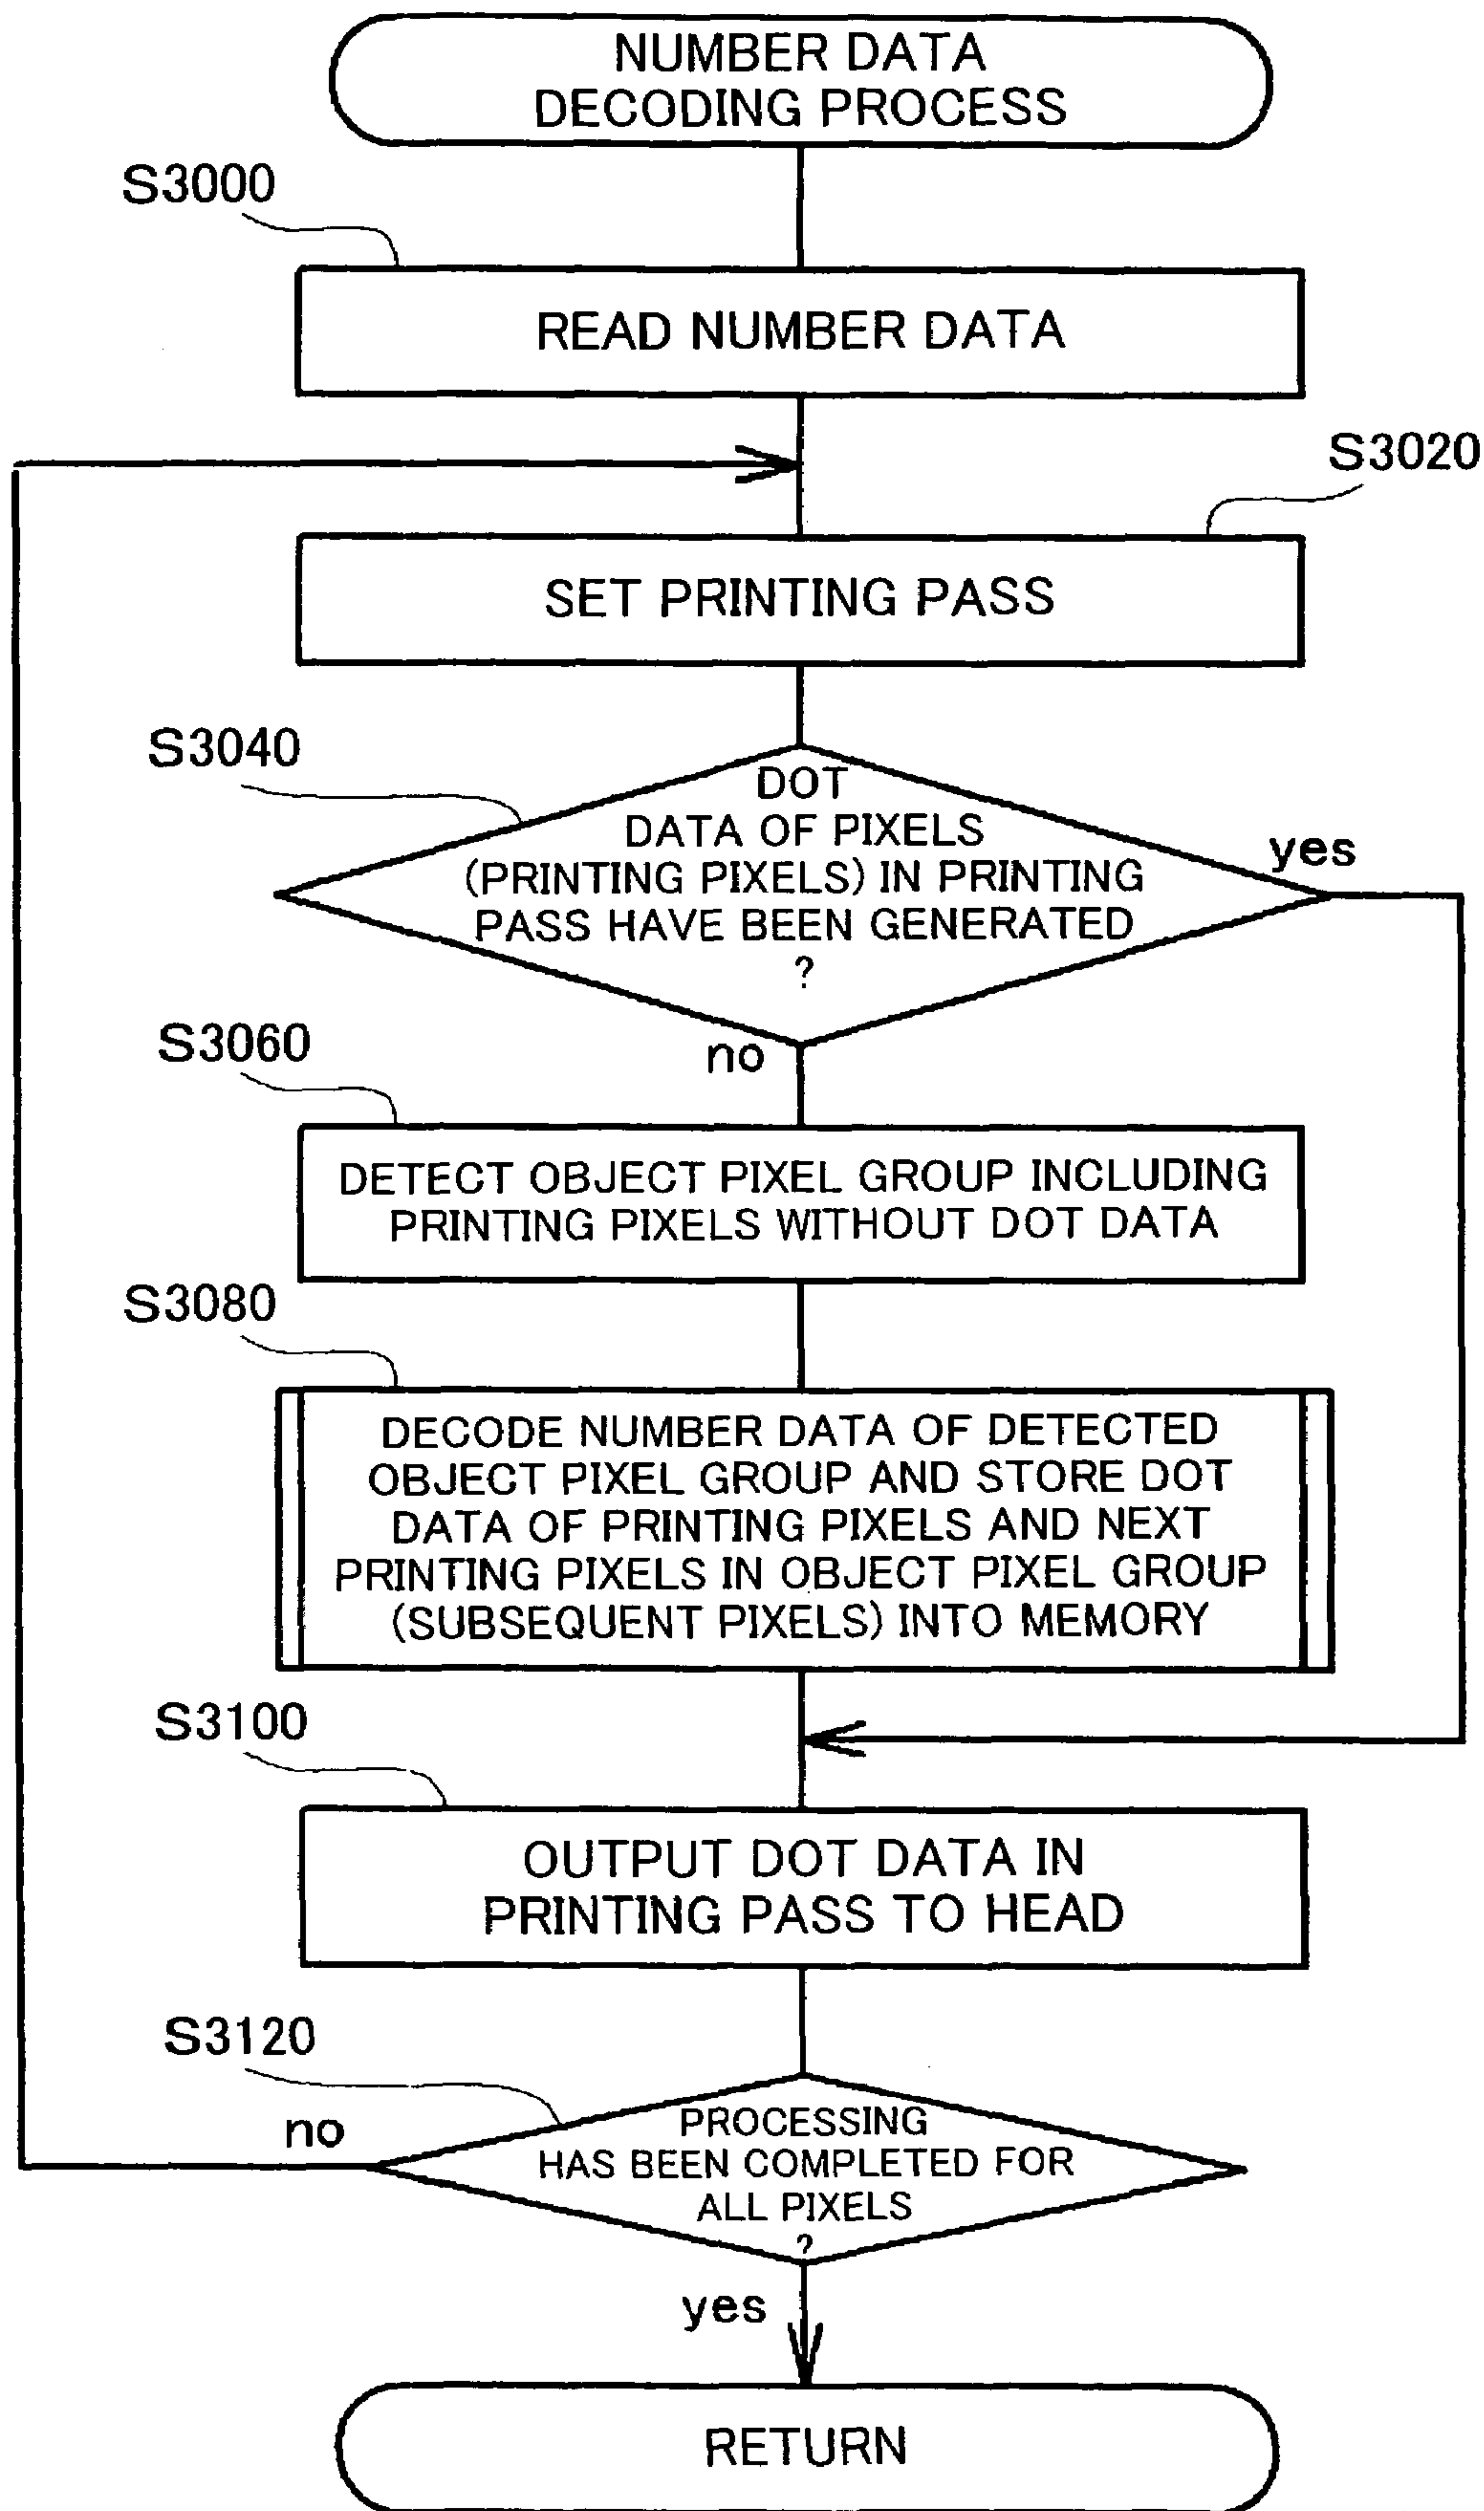 NUMBER DATA
DECODING PROCESS
S3000
READ NUMBER DATA
S3020
SET PRINTING PASS
S3040
DOT
DATA OF PIXELS
(PRINTING PIXELS) IN PRINTING
PASS HAVE BEEN GENERATED
?
yes
no
S3060
DETECT OBJECT PIXEL GROUP INCLUDING
PRINTING PIXELS WITHOUT DOT DATA
S3080
DECODE NUMBER DATA OF DETECTED
OBJECT PIXEL GROUP AND STORE DOT
DATA OF PRINTING PIXELS AND NEXT
PRINTING PIXELS IN OBJECT PIXEL GROUP
(SUBSEQUENT PIXELS) INTO MEMORY
S3100
OUTPUT DOT DATA IN
PRINTING PASS TO HEAD
S3120
no
PROCESSING
HAS BEEN COMPLETED FOR
ALL PIXELS
?
yes
RETURN